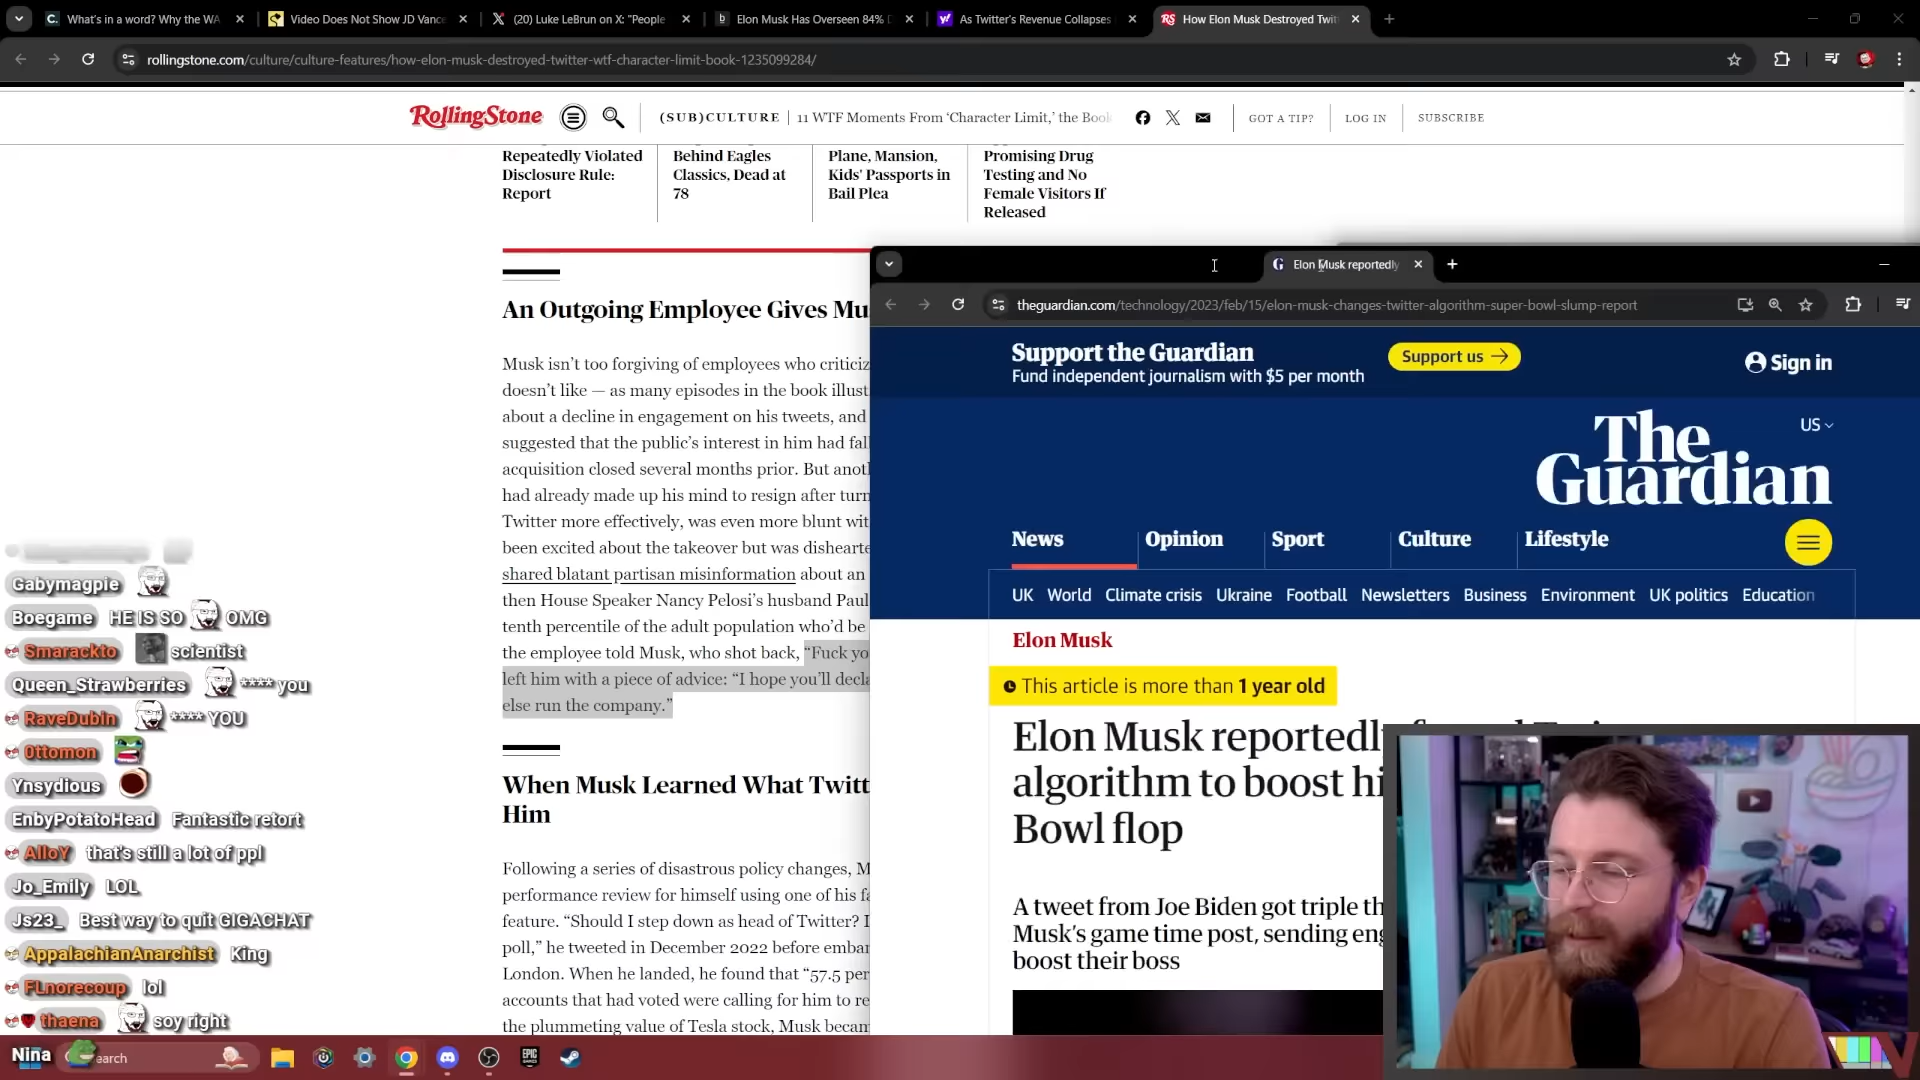 What's in a word? Why the WA
Video Does Not Show JD Vance
(20) Luke LeBrun on X: "People
Elon Musk Has Overseen 84% D
As Twitter's Revenue Collapses
How Elon Musk Destroyed Twit
rollingstone.com/culture/culture-features/how-elon-musk-destroyed-twitter-wtf-character-limit-book-1235099284/
RollingStone
(SUB)CULTURE
11 WTF Moments From ‘Character Limit,’ the Book
GOT A TIP?
LOG IN
SUBSCRIBE
Repeatedly Violated
Disclosure Rule:
Report
Behind Eagles
Classics, Dead at
78
Plane, Mansion,
Kids' Passports in
Bail Plea
Promising Drug
Testing and No
Female Visitors If
Released
An Outgoing Employee Gives Mu
Musk isn’t too forgiving of employees who criticiz
doesn’t like — as many episodes in the book illust
about a decline in engagement on his tweets, and
suggested that the public’s interest in him had fal
acquisition closed several months prior. But anot
had already made up his mind to resign after turn
Twitter more effectively, was even more blunt wit
been excited about the takeover but was dishearte
shared blatant partisan misinformation about an
then House Speaker Nancy Pelosi’s husband Paul
tenth percentile of the adult population who’d be
the employee told Musk, who shot back, “Fuck yo
left him with a piece of advice: “I hope you’ll decla
else run the company.”
When Musk Learned What Twitt
Him
Following a series of disastrous policy changes, M
performance review for himself using one of his fa
feature. “Should I step down as head of Twitter? I
poll,” he tweeted in December 2022 before embar
London. When he landed, he found that “57.5 per
accounts that had voted were calling for him to re
the plummeting value of Tesla stock, Musk becam
Elon Musk reportedly
theguardian.com/technology/2023/feb/15/elon-musk-changes-twitter-algorithm-super-bowl-slump-report
Support the Guardian
Fund independent journalism with $5 per month
Support us
Sign in
US
The
Guardian
News
Opinion
Sport
Culture
Lifestyle
UK
World
Climate crisis
Ukraine
Football
Newsletters
Business
Environment
UK politics
Education
Elon Musk
This article is more than 1 year old
Elon Musk reportedly
algorithm to boost hi
Bowl flop
A tweet from Joe Biden got triple th
Musk’s game time post, sending eng
boost their boss
Gabymagpie
Boegame HE IS SO OMG
Smarackto scientist
Queen_Strawberries **** you
RaveDubin **** YOU
0ttomon
Ynsydious
EnbyPotatoHead Fantastic retort
AlloY that's still a lot of ppl
Jo_Emily LOL
Js23_ Best way to quit GIGACHAT
AppalachianAnarchist King
FLnorecoup lol
thaena soy right
Nina
earch
EPIC